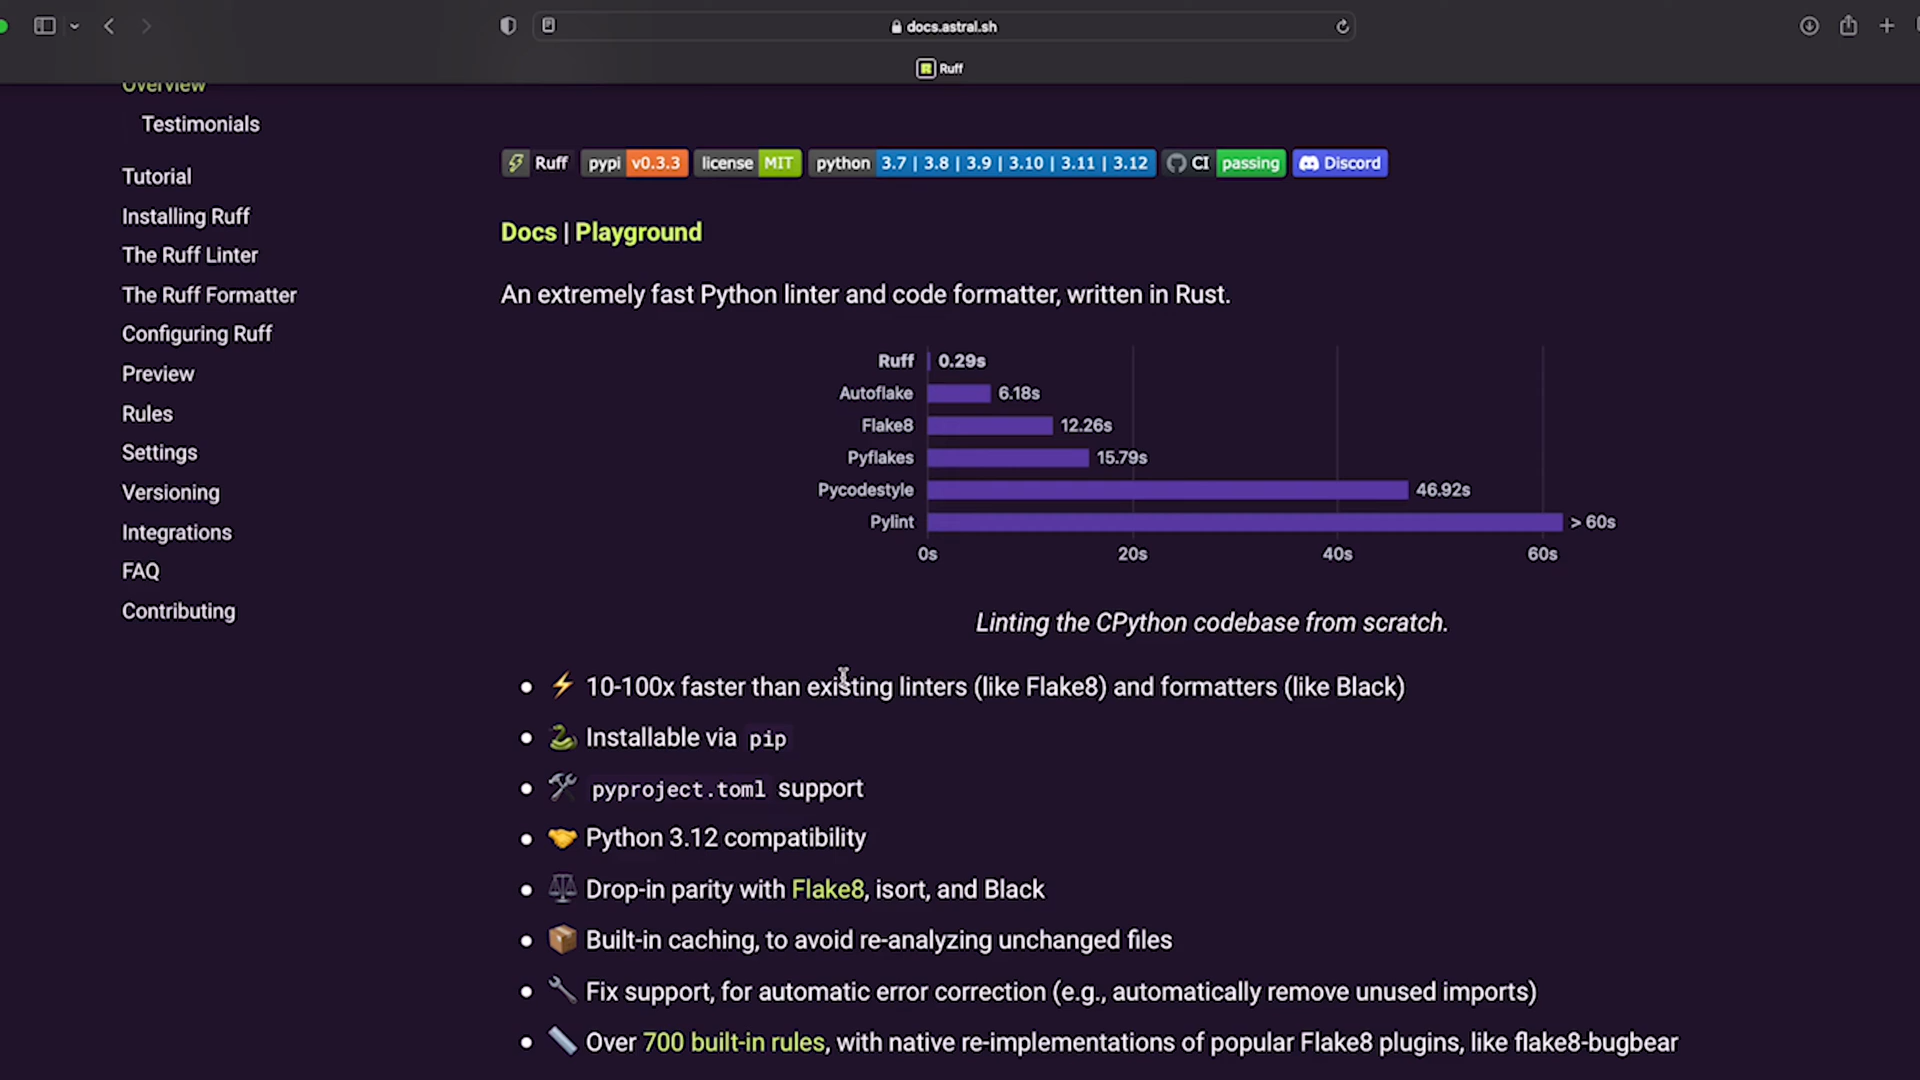 docs.astral.sh
Ruff
Overview
Testimonials
Tutorial
Installing Ruff
The Ruff Linter
The Ruff Formatter
Configuring Ruff
Preview
Rules
Settings
Versioning
Integrations
FAQ
Contributing
Ruff pypi v0.3.3 license MIT python 3.7 | 3.8 | 3.9 | 3.10 | 3.11 | 3.12 CI passing Discord
Docs | Playground
An extremely fast Python linter and code formatter, written in Rust.
Ruff 0.29s
Autoflake 6.18s
Flake8 12.26s
Pyflakes 15.79s
Pycodestyle 46.92s
Pylint > 60s
0s 20s 40s 60s
Linting the CPython codebase from scratch.
• ⚡ 10-100x faster than existing linters (like Flake8) and formatters (like Black)
• 🐍 Installable via pip
• 🛠 pyproject.toml support
• 🤝 Python 3.12 compatibility
• ⚖ Drop-in parity with Flake8, isort, and Black
• 📦 Built-in caching, to avoid re-analyzing unchanged files
• 🔧 Fix support, for automatic error correction (e.g., automatically remove unused imports)
• 📏 Over 700 built-in rules, with native re-implementations of popular Flake8 plugins, like flake8-bugbear